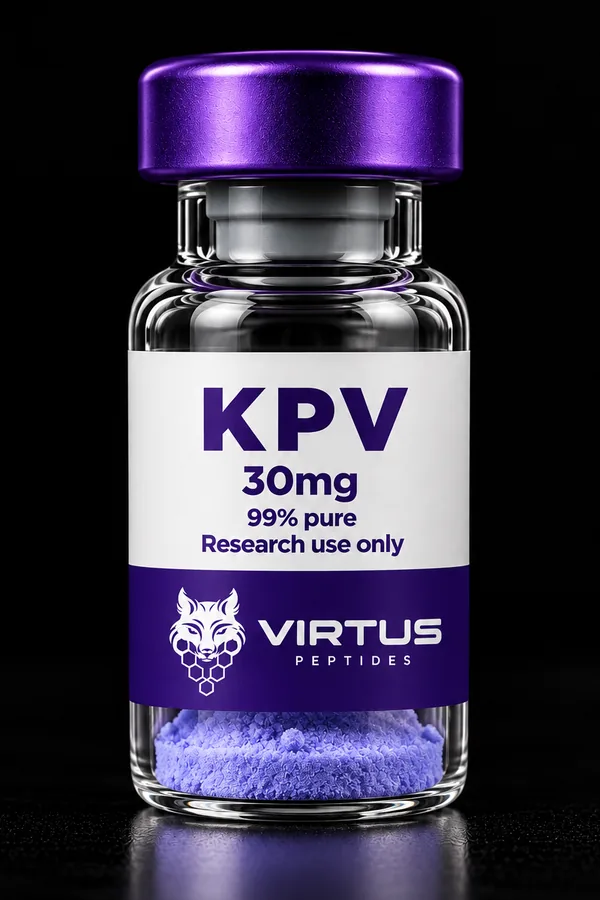 KPV
30mg
99% pure
Research use only
VIRTUS
PEPTIDES